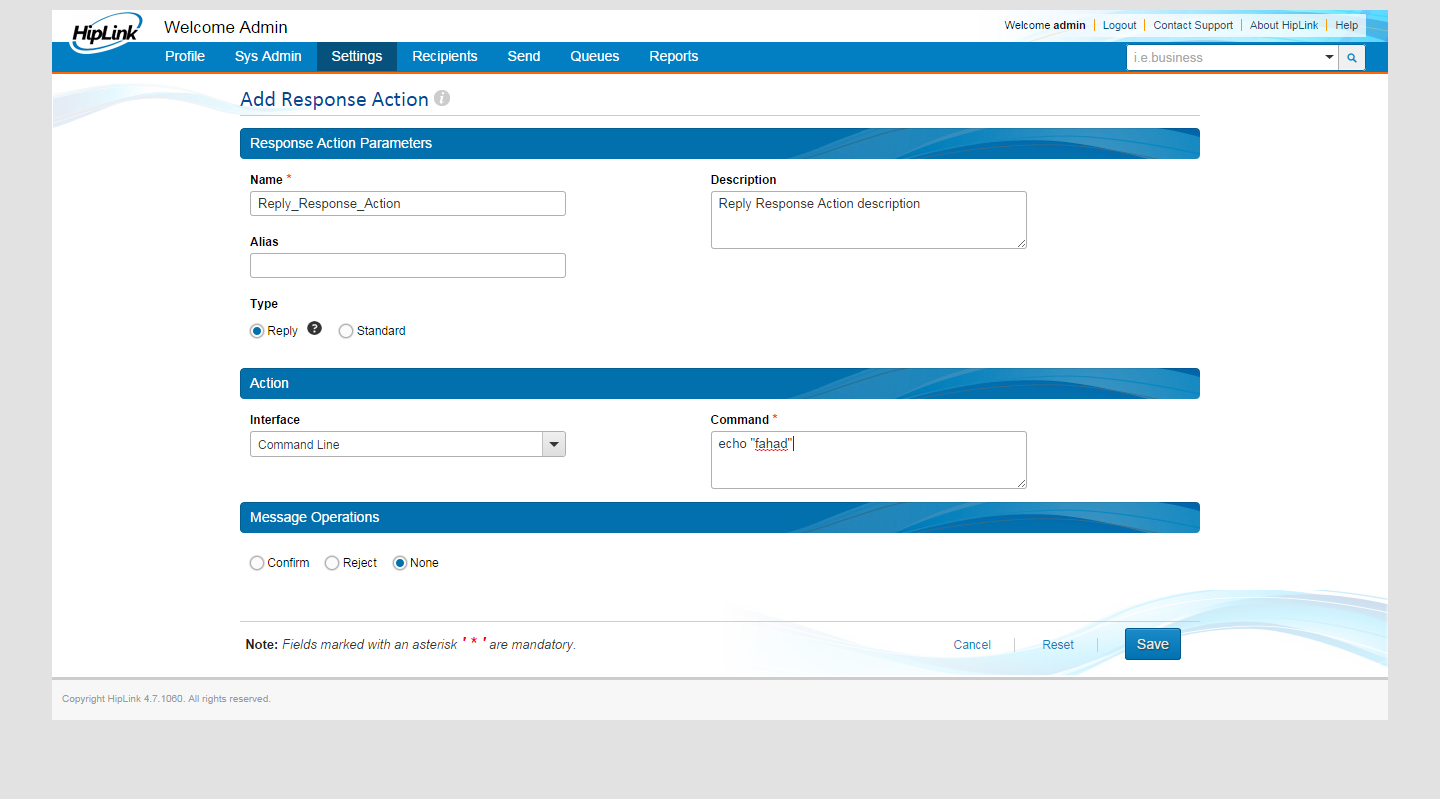 HipLink
Welcome Admin
Welcome admin Logout Contact Support About HipLink Help
Profile Sys Admin Settings Recipients Send Queues Reports
i.e.business
Add Response Action i
Response Action Parameters
Name *
Description
Reply_Response_Action
Reply Response Action description
Alias
Type
Reply ? Standard
Action
Interface
Command *
Command Line
echo "fahad"
Message Operations
Confirm Reject None
Note: Fields marked with an asterisk ' * ' are mandatory.
Cancel Reset Save
Copyright HipLink 4.7.1060. All rights reserved.